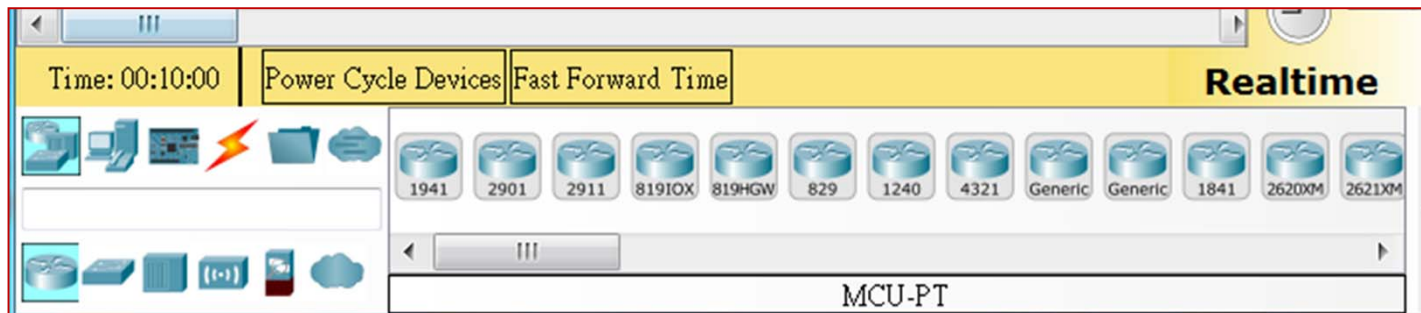 Time: 00:10:00 Power Cycle Devices Fast Forward Time Realtime
1941 2901 2911 819IOX 819HGW 829 1240 4321 Generic Generic 1841 2620XM 2621XM
MCU-PT